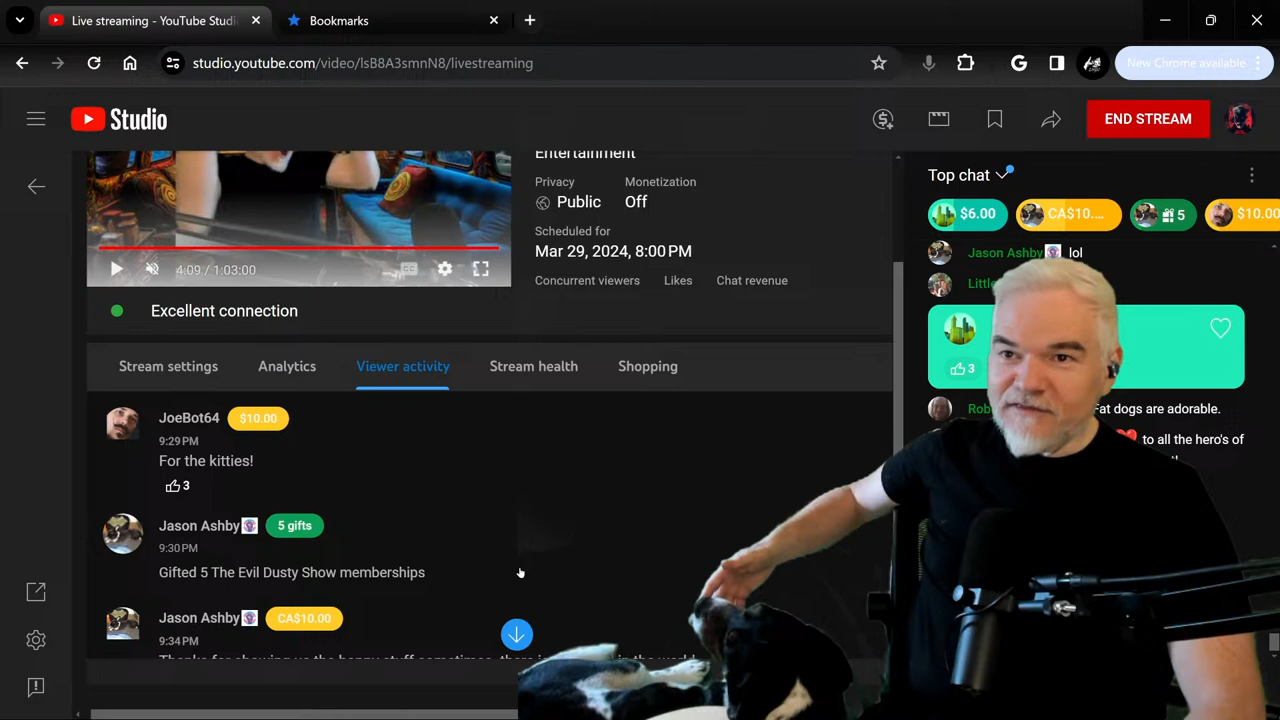 Live streaming - YouTube Studi
Bookmarks
studio.youtube.com/video/lsB8A3smnN8/livestreaming
New Chrome available
Studio
END STREAM
Entertainment
Privacy
Monetization
Public
Off
Scheduled for
Mar 29, 2024, 8:00 PM
Concurrent viewers
Likes
Chat revenue
4:09 / 1:03:00
Excellent connection
Stream settings
Analytics
Viewer activity
Stream health
Shopping
JoeBot64 $10.00
9:29 PM
For the kitties!
3
Jason Ashby 5 gifts
9:30 PM
Gifted 5 The Evil Dusty Show memberships
Jason Ashby CA$10.00
9:34 PM
Top chat
$6.00
CA$10....
5
$10.00
Jason Ashby lol
3
Fat dogs are adorable.
to all the hero's of